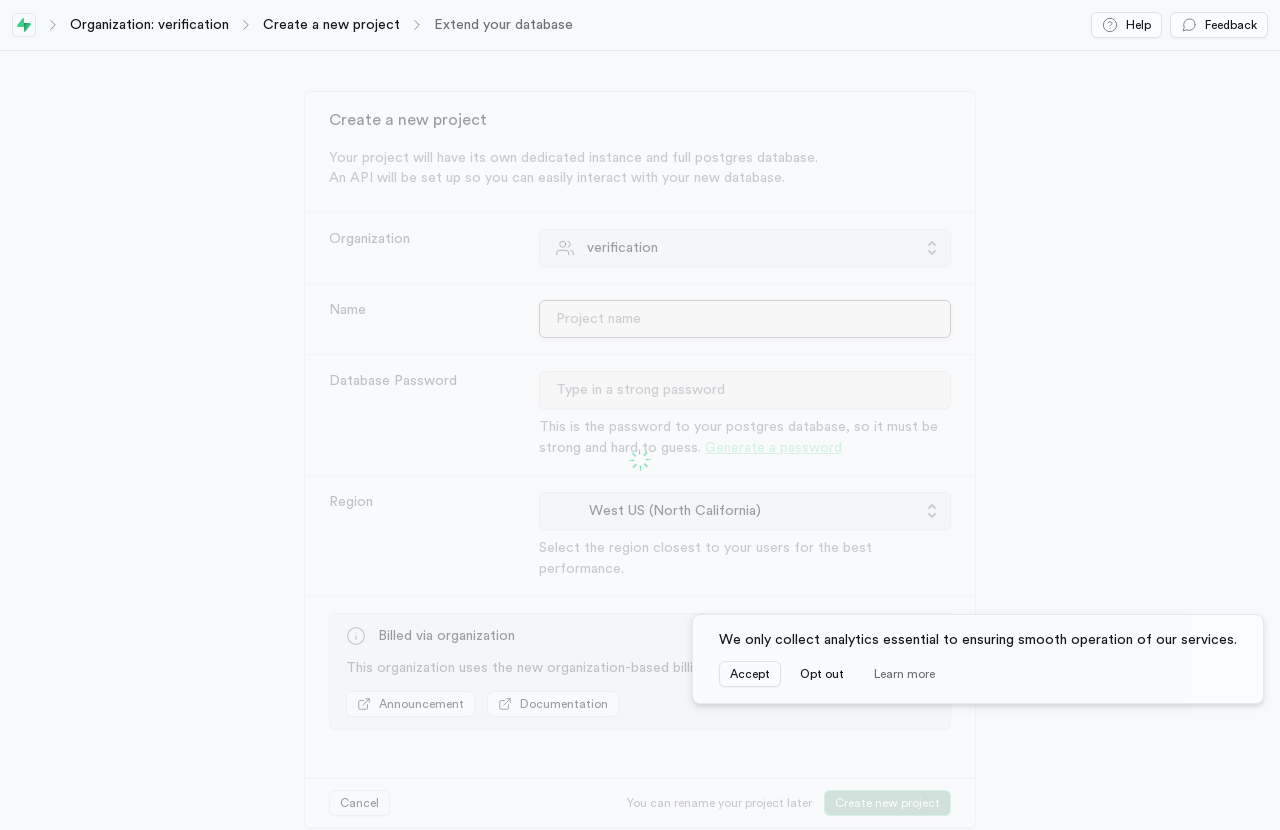 Organization: verification
Create a new project
Extend your database
Help
Feedback
Create a new project
Your project will have its own dedicated instance and full postgres database.
An API will be set up so you can easily interact with your new database.
Organization
verification
Name
Project name
Database Password
Type in a strong password
This is the password to your postgres database, so it must be
strong and hard to guess. Generate a password
Region
West US (North California)
Select the region closest to your users for the best
performance.
Billed via organization
This organization uses the new organization-based
We only collect analytics essential to ensuring smooth operation of our services.
Accept
Opt out
Learn more
Announcement
Documentation
Cancel
You can rename your project later
Create new project